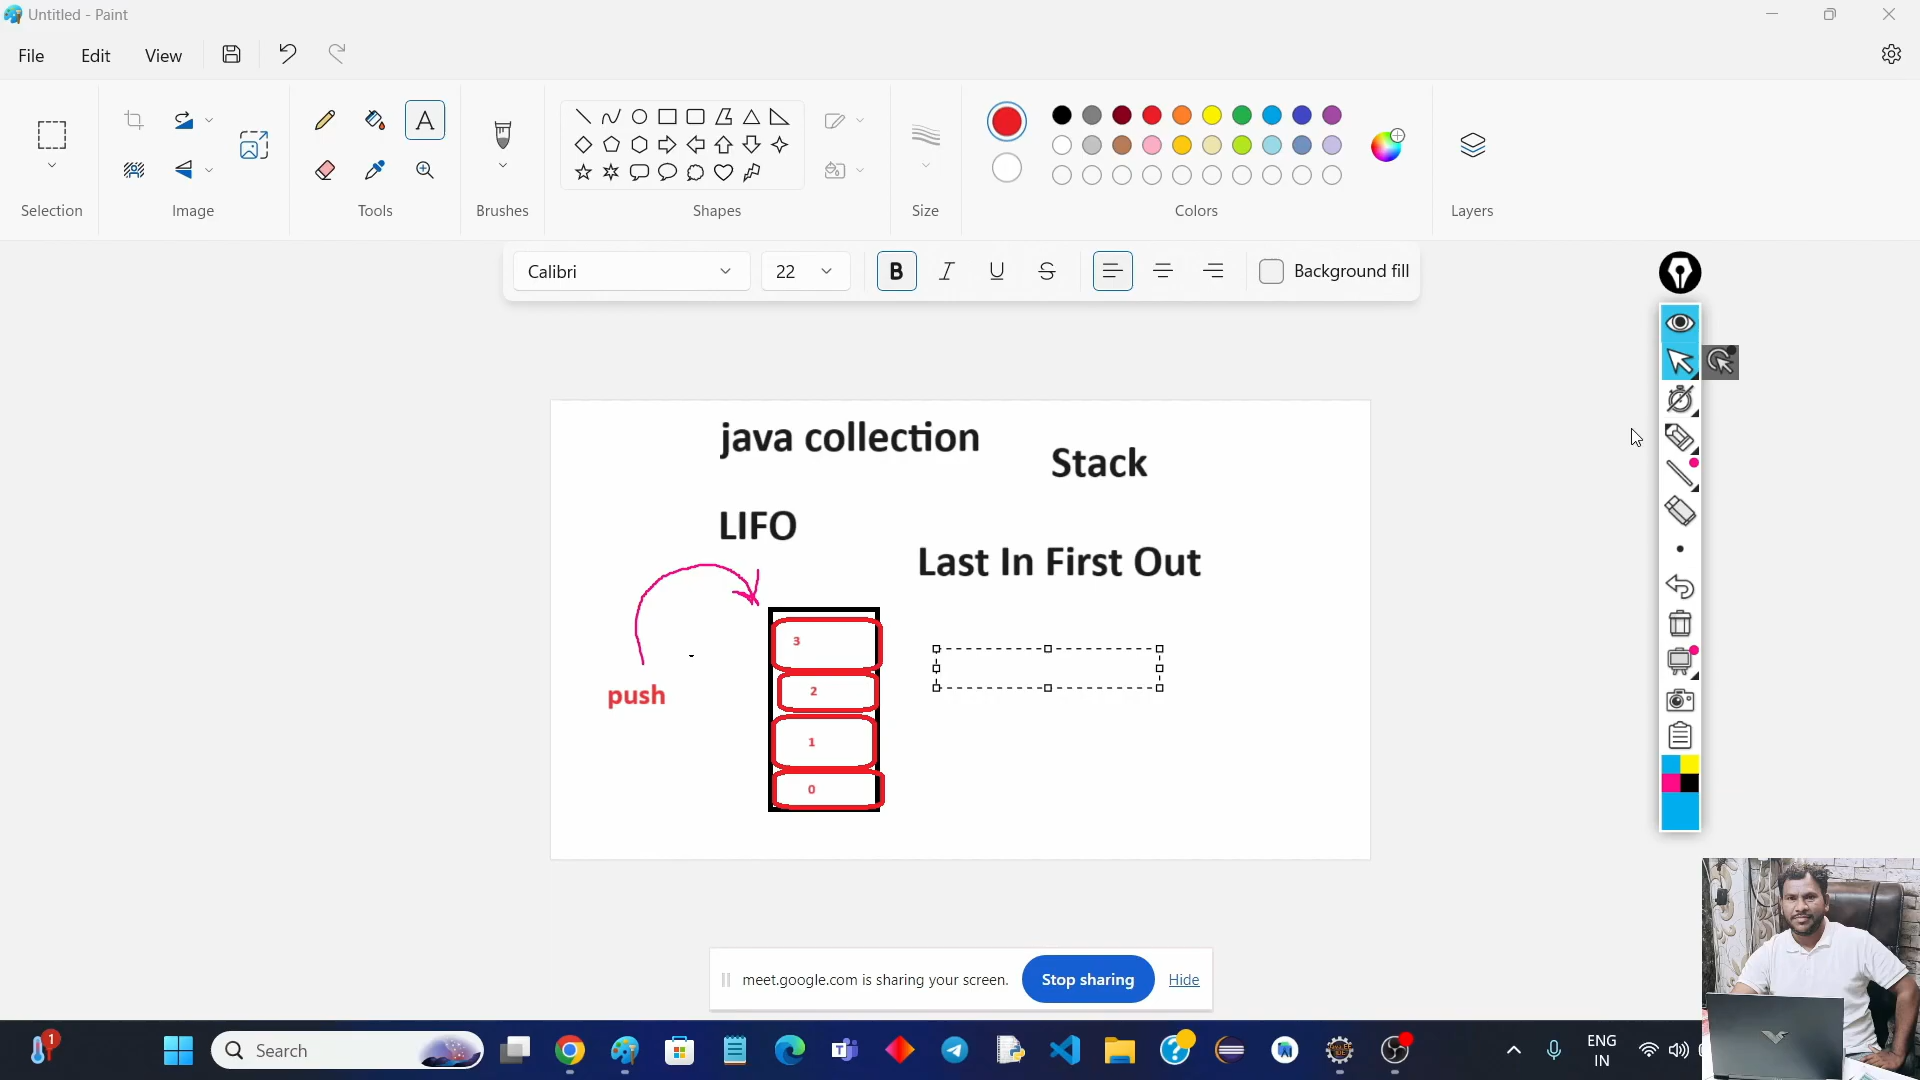 Untitled - Paint
File
Edit
View
Selection
Image
Tools
Brushes
Shapes
Size
Colors
Layers
Calibri
22
B
I
U
S
Background fill
java collection
Stack
LIFO
Last In First Out
push
3
2
1
0
meet.google.com is sharing your screen.
Stop sharing
Hide
1
Search
ENG
IN